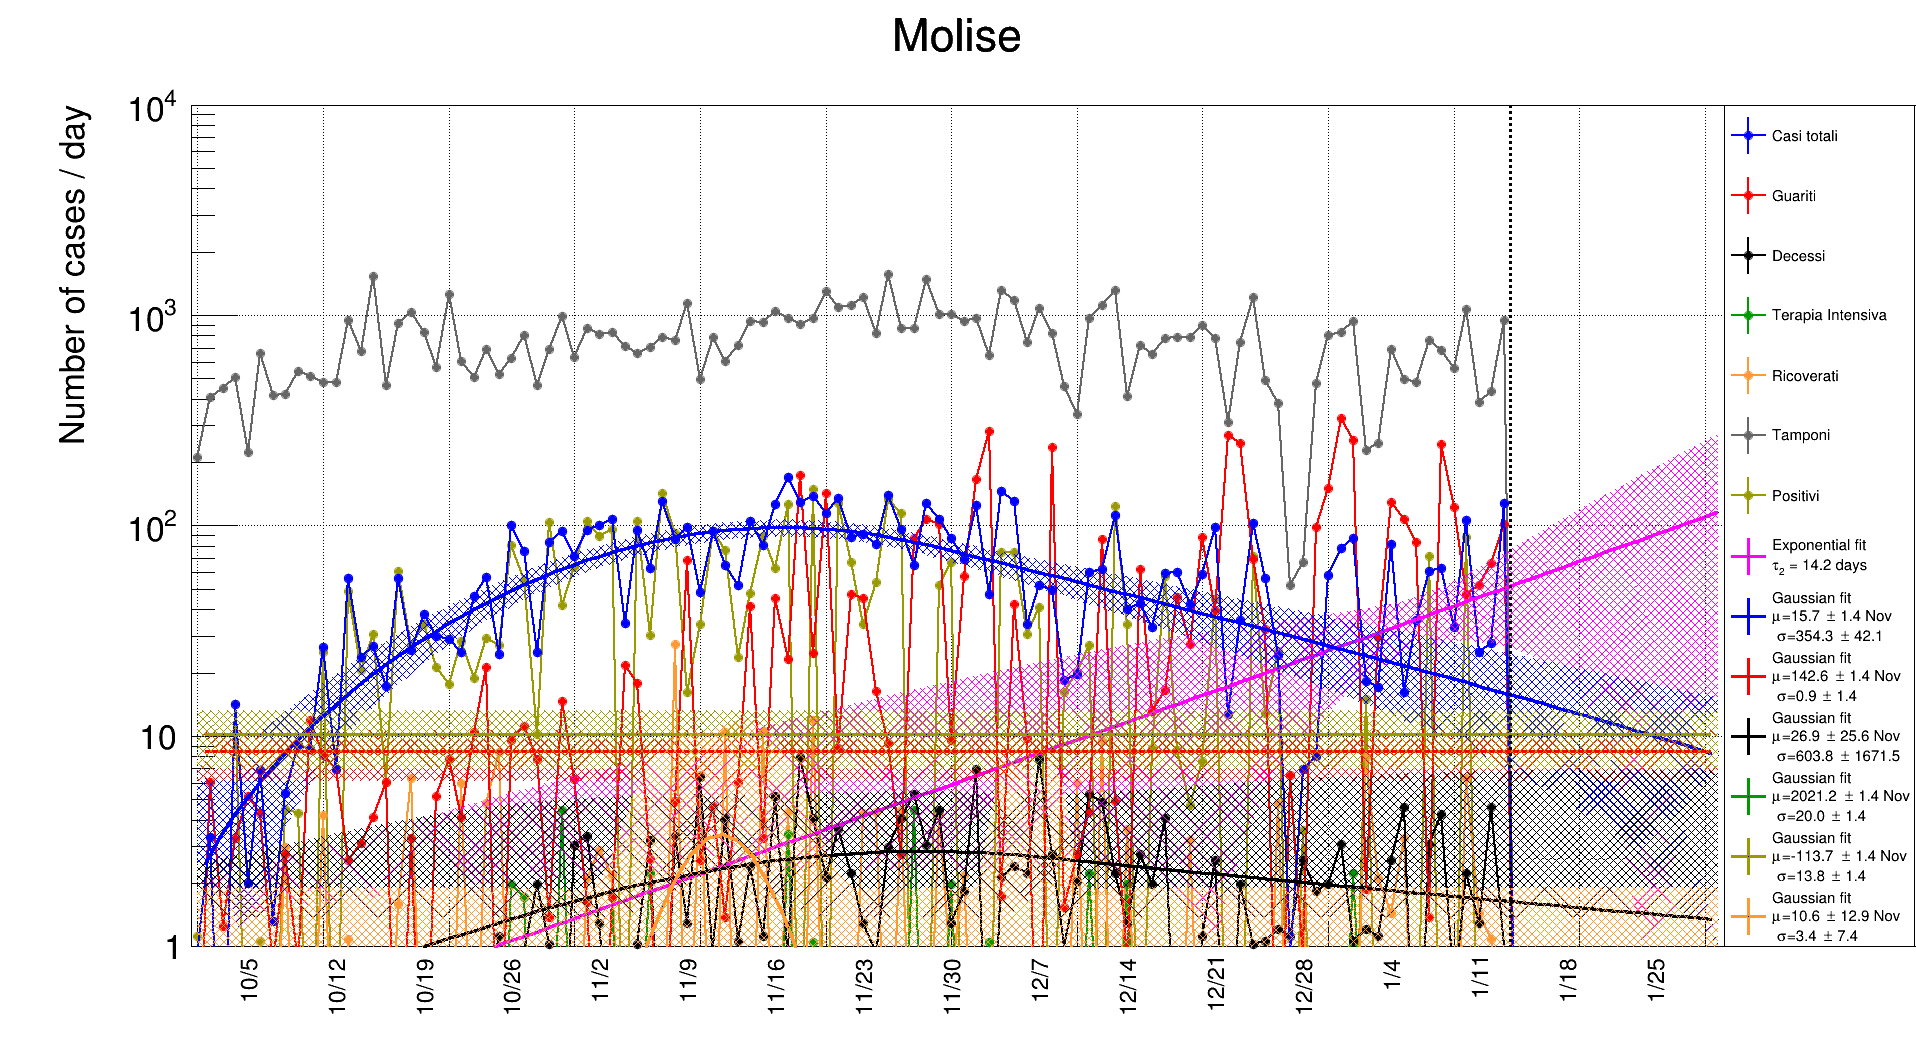 Molise
Number of cases / day
10^4
10^3
10^2
10
1
10/5
10/12
10/19
10/26
11/2
11/9
11/16
11/23
11/30
12/7
12/14
12/21
12/28
1/4
1/11
1/18
1/25
Casi totali
Guariti
Decessi
Terapia Intensiva
Ricoverati
Tamponi
Positivi
Exponential fit
τ₂ = 14.2 days
Gaussian fit
μ=15.7 ± 1.4 Nov
σ=354.3 ± 42.1
Gaussian fit
μ=142.6 ± 1.4 Nov
σ=0.9 ± 1.4
Gaussian fit
μ=26.9 ± 25.6 Nov
σ=603.8 ± 1671.5
Gaussian fit
μ=2021.2 ± 1.4 Nov
σ=20.0 ± 1.4
Gaussian fit
μ=-113.7 ± 1.4 Nov
σ=13.8 ± 1.4
Gaussian fit
μ=10.6 ± 12.9 Nov
σ=3.4 ± 7.4